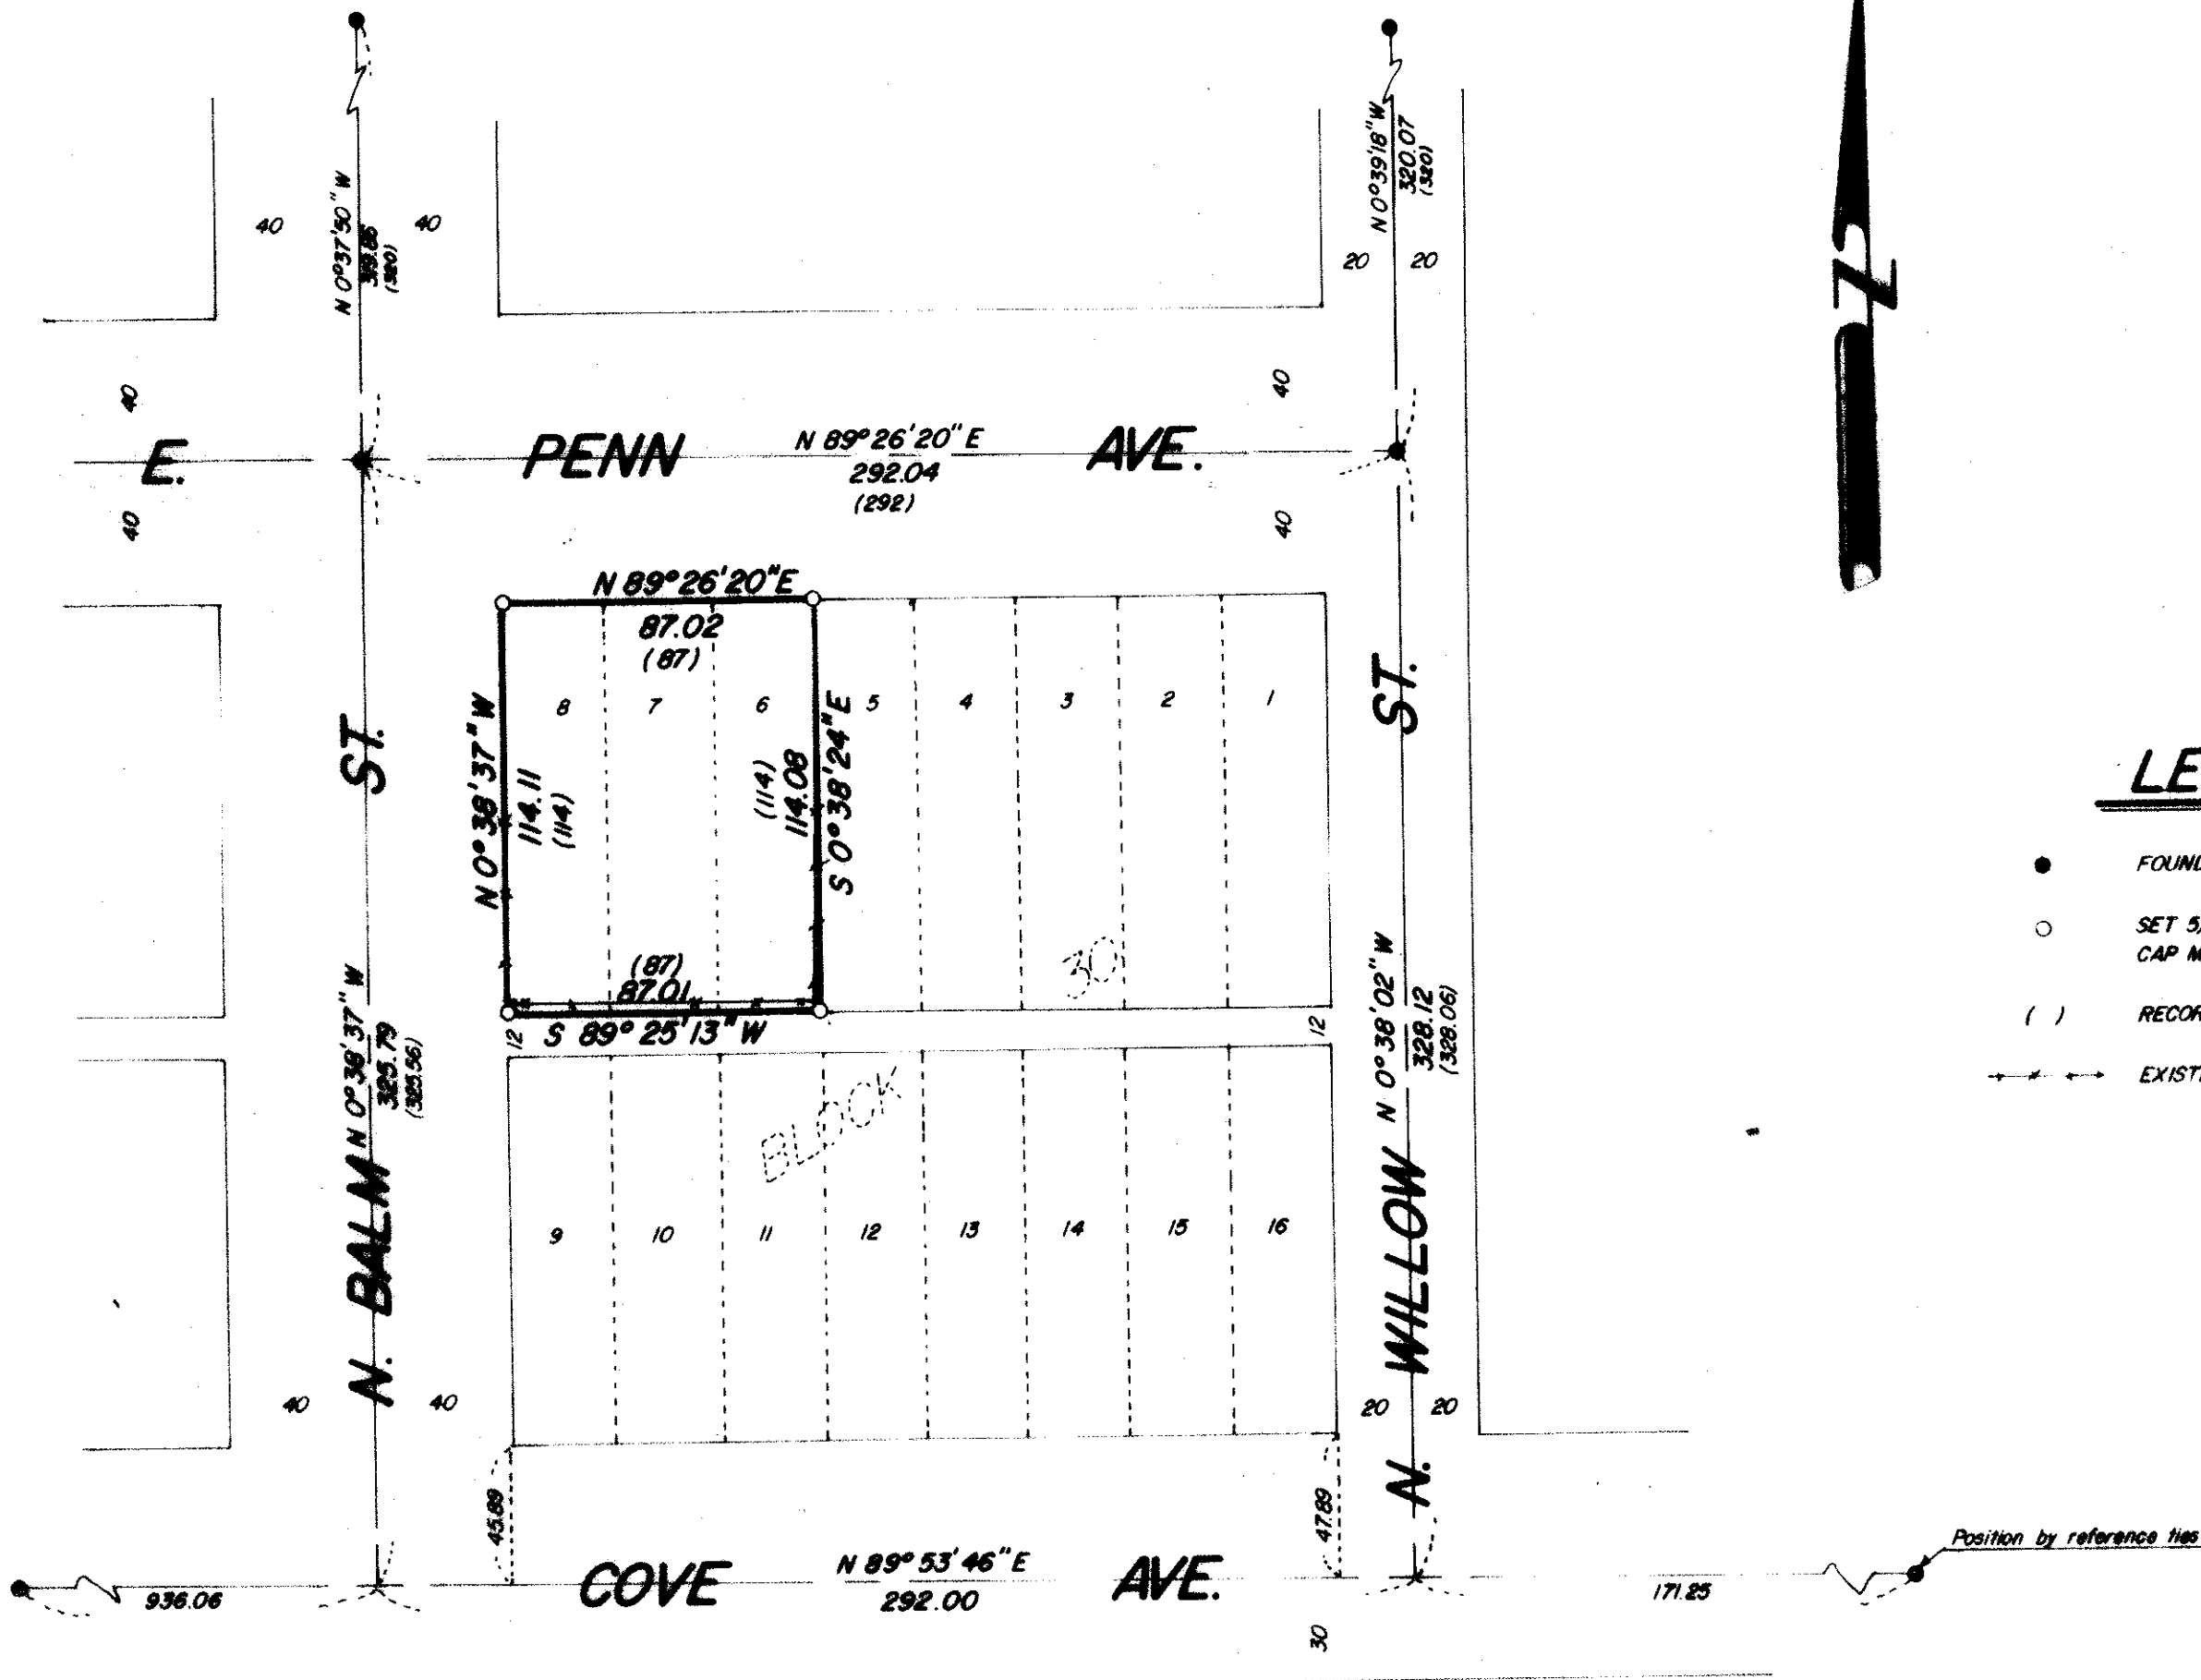 N 0°37'50" W
319.86
(320)
N 0°39'18" W
320.07
(320)
40
40
20
20
40
40
40
40
E. PENN AVE.
N 89°26'20" E
292.04
(292)
N 89°26'20" E
87.02
(87)
8
7
6
5
4
3
2
1
N 0°38'37" W
114.11
(114)
(114)
114.08
S 0°38'24" E
(87)
87.01
S 89°25'13" W
12
12
30
BLOCK
N. BALM ST.
N 0°38'37" W
325.79
(325.56)
N. WILLOW ST.
N 0°38'02" W
328.12
(328.06)
9
10
11
12
13
14
15
16
40
40
20
20
45.89
47.89
COVE AVE.
N 89°53'46" E
292.00
936.06
171.25
30
Position by reference ties
N
LE
FOUND
SET 5/
CAP M
( ) RECOR
EXIST